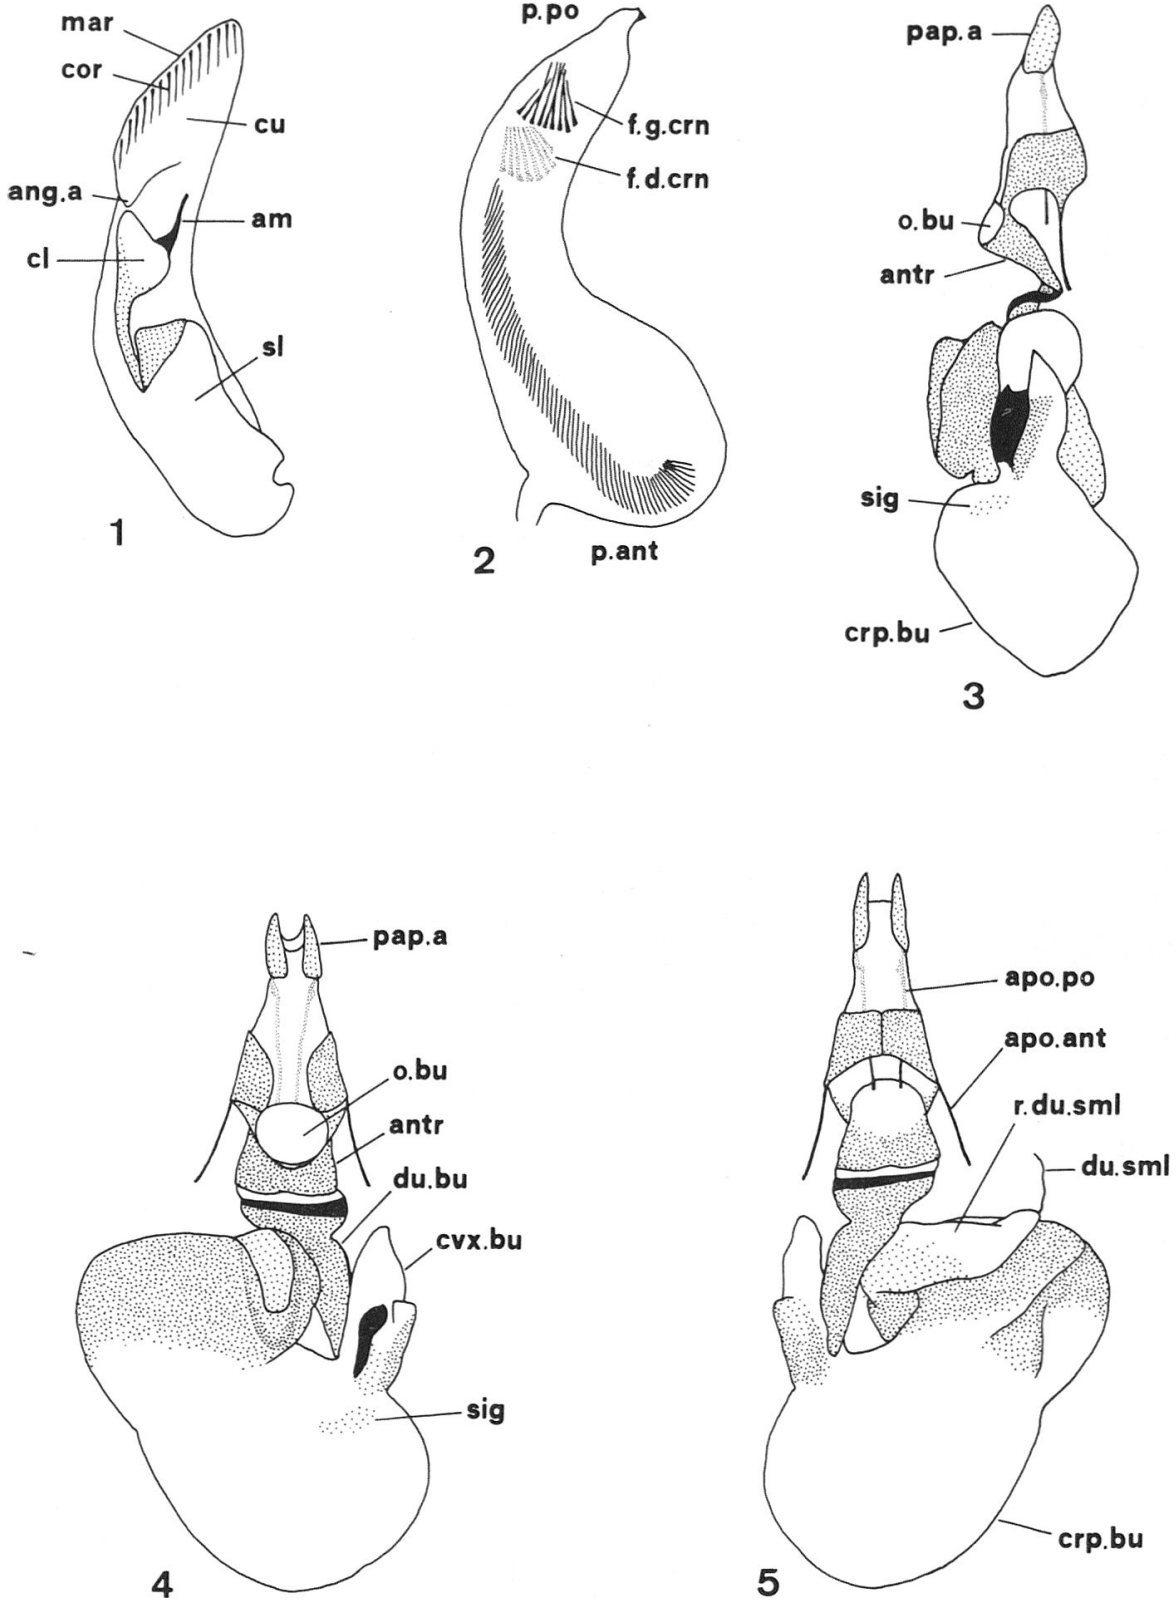 mar
cor
cu
ang.a
am
cl
sl
1
p.po
f.g.crn
f.d.crn
p.ant
2
pap.a
o.bu
antr
sig
crp.bu
3
pap.a
o.bu
antr
du.bu
cvx.bu
sig
4
apo.po
apo.ant
r.du.sml
du.sml
crp.bu
5